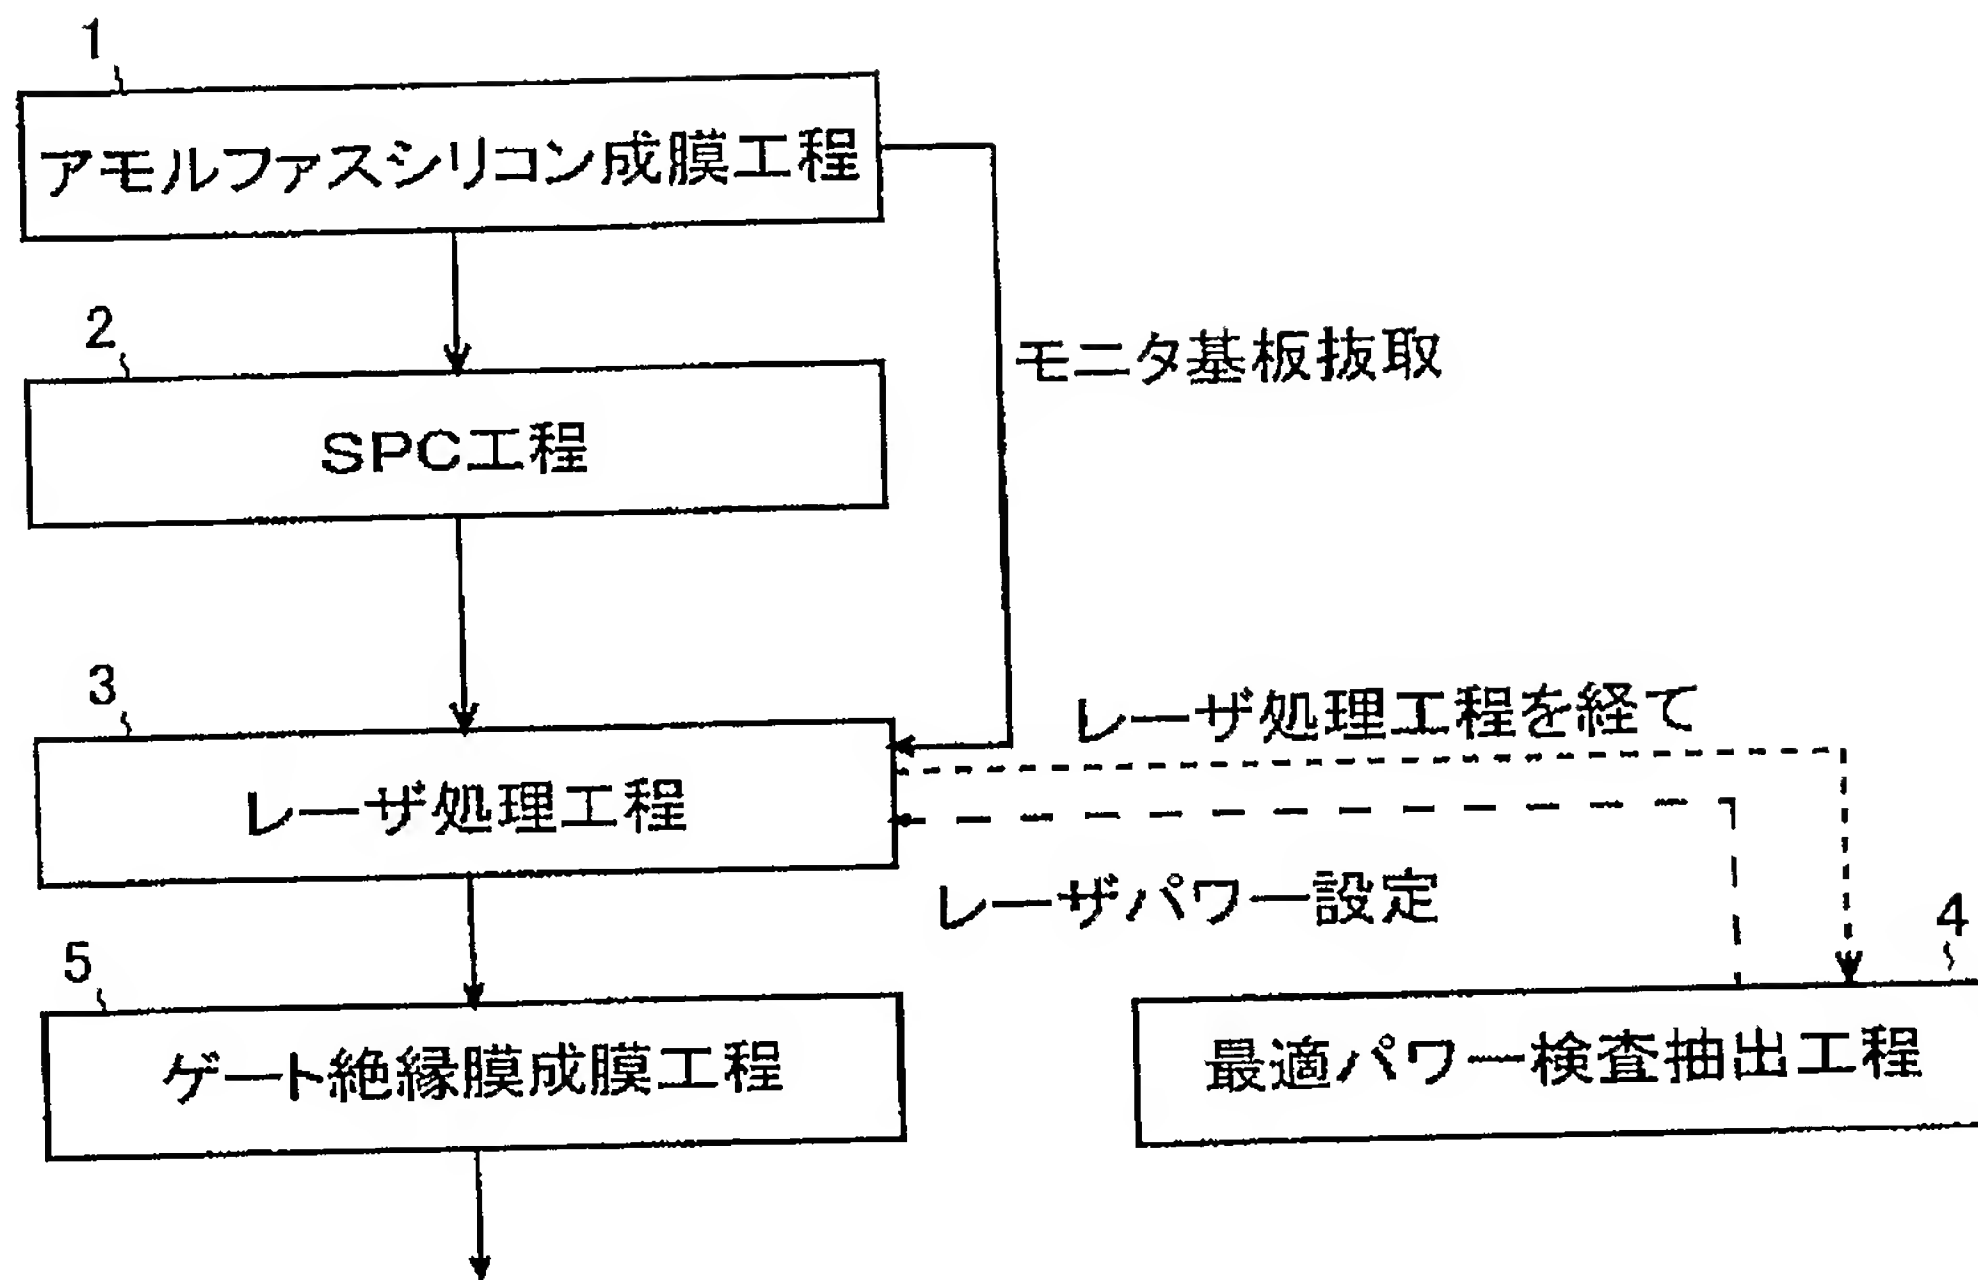 1
アモルファスシリコン成膜工程
2
モニタ基板抜取
SPC工程
3
レーザ処理工程を経て
レーザ処理工程
レーザパワー設定
4
5
ゲート絶縁膜成膜工程
最適パワー検査抽出工程